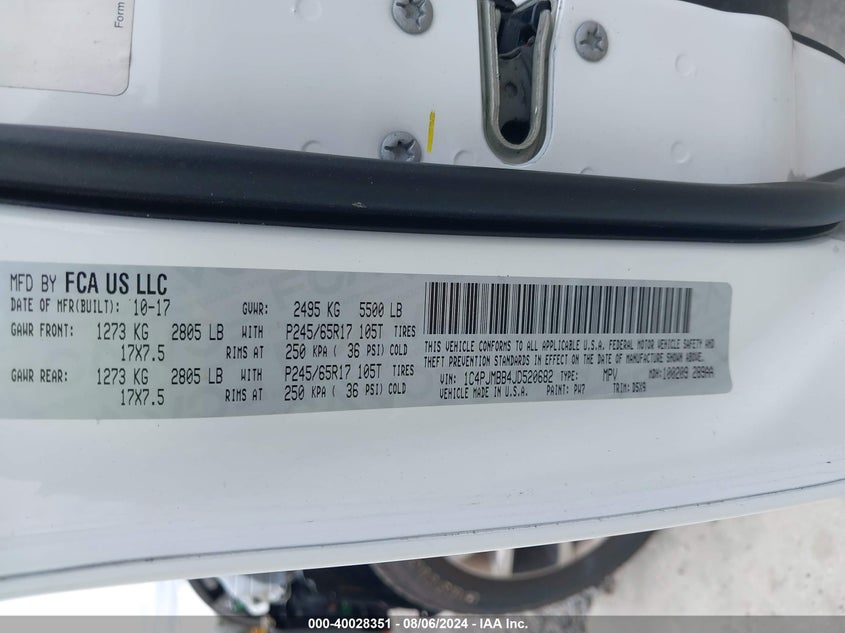 Form
MFD BY FCA US LLC
DATE OF MFR(BUILT): 10-17 GVWR: 2495 KG 5500 LB
GAWR FRONT: 1273 KG 2805 LB WITH P245/65R17 105T TIRES
17X7.5 RIMS AT 250 KPA ( 36 PSI) COLD
GAWR REAR: 1273 KG 2805 LB WITH P245/65R17 105T TIRES
17X7.5 RIMS AT 250 KPA ( 36 PSI) COLD
THIS VEHICLE CONFORMS TO ALL APPLICABLE U.S.A. FEDERAL MOTOR VEHICLE SAFETY AND
THEFT PREVENTION STANDARDS IN EFFECT ON THE DATE OF MANUFACTURE SHOWN ABOVE.
VIN: 1C4PJMBB4JD520682 TYPE: MPV MDH: 100209 289AA
VEHICLE MADE IN U.S.A. PAINT: PW7 TRIM: D5V9
000-40028351 - 08/06/2024 - IAA Inc.